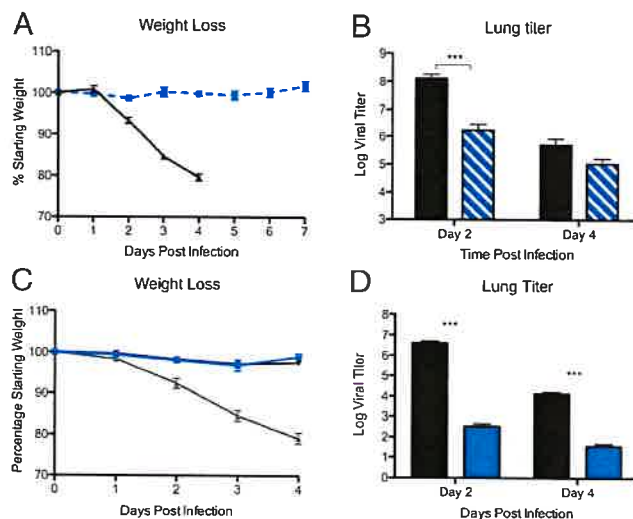 A
Weight Loss
% Starting Weight
110
100
90
80
70
0 1 2 3 4 5 6 7
Days Post Infection
B
Lung titer
Log Viral Titer
9
8
7
6
5
4
3
***
Day 2 Day 4
Time Post Infection
C
Weight Loss
Percentage Starting Weight
110
100
90
80
70
0 1 2 3 4
Days Post Infection
D
Lung Titer
Log Viral Titor
8
7
6
5
4
3
2
1
0
***
***
Day 2 Day 4
Days Post Infection